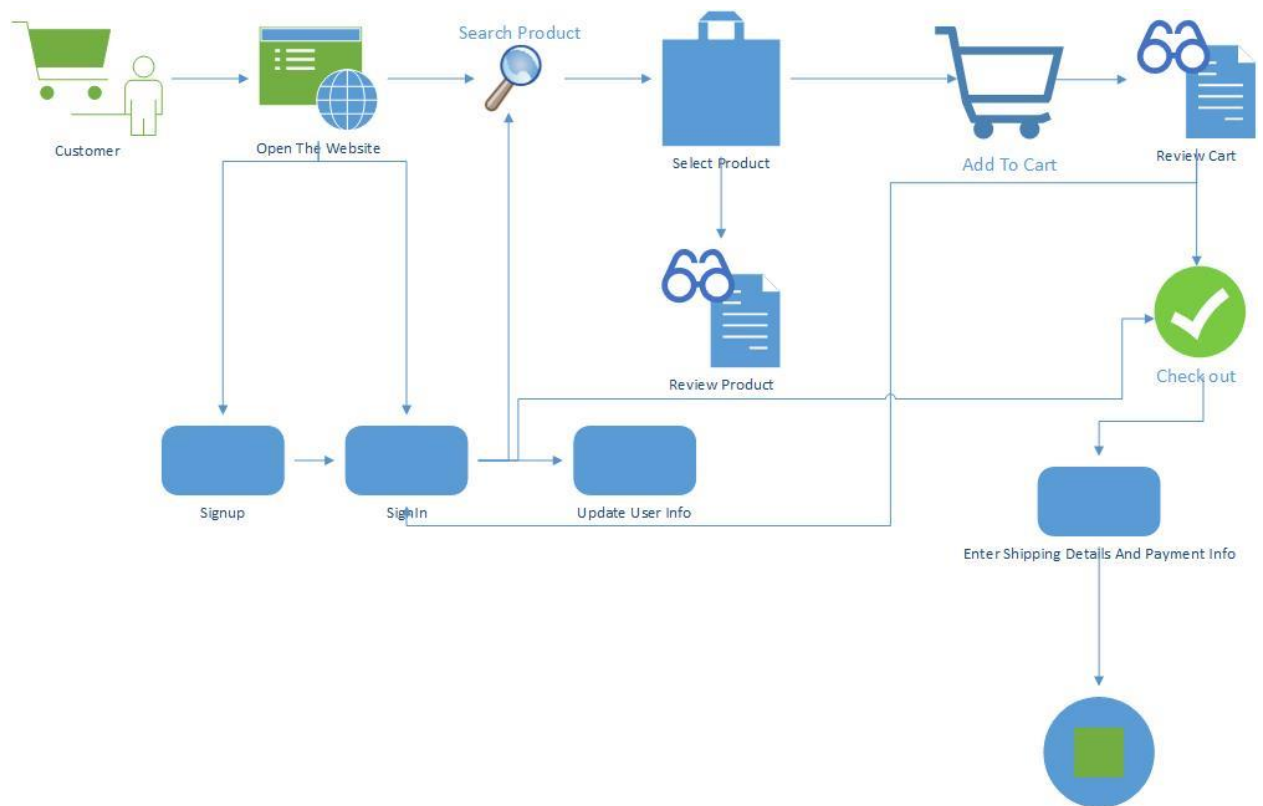 Search Product
Customer
Open The Website
Select Product
Add To Cart
Review Cart
Review Product
Check out
Signup
SignIn
Update User Info
Enter Shipping Details And Payment Info